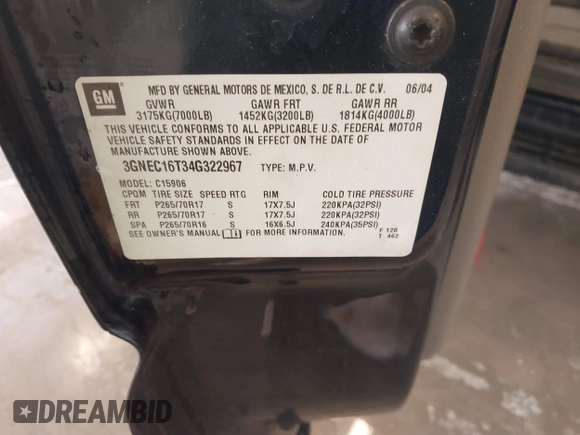 GM
MFD BY GENERAL MOTORS DE MEXICO, S. DE R.L. DE C.V. 06/04
GVWR GAWR FRT GAWR RR
3175KG(7000LB) 1452KG(3200LB) 1814KG(4000LB)
THIS VEHICLE CONFORMS TO ALL APPLICABLE U.S. FEDERAL MOTOR
VEHICLE SAFETY STANDARDS IN EFFECT ON THE DATE OF
MANUFACTURE SHOWN ABOVE.
3GNEC16T34G322967 TYPE: M.P.V.
MODEL: C15906
CPQM TIRE SIZE SPEED RTG RIM COLD TIRE PRESSURE
FRT P265/70R17 S 17X7.5J 220KPA(32PSI)
RR P265/70R17 S 17X7.5J 220KPA(32PSI)
SPA P265/70R16 S 16X6.5J 240KPA(35PSI)
SEE OWNER'S MANUAL FOR MORE INFORMATION.
F 120
T 462
DREAMBID